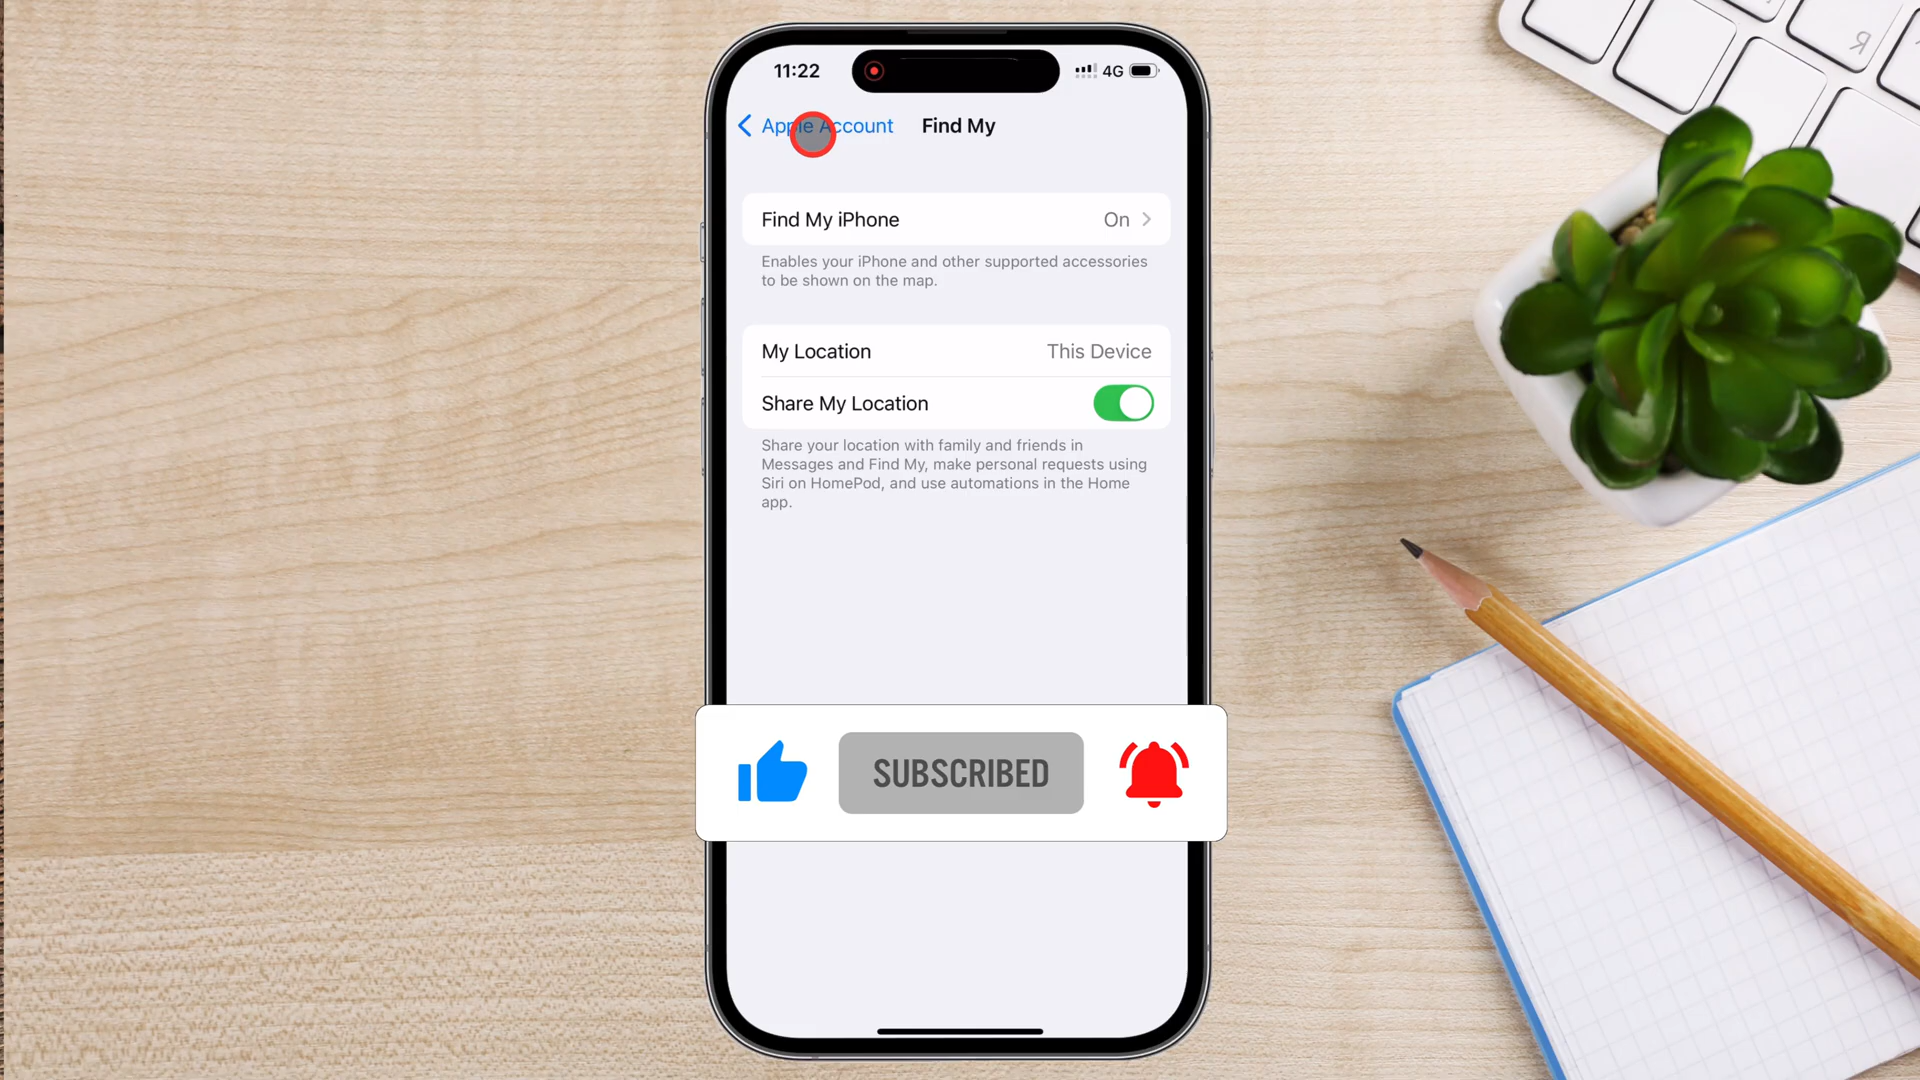 11:22
4G
Apple Account
Find My
Find My iPhone
On
Enables your iPhone and other supported accessories
to be shown on the map.
My Location
This Device
Share My Location
Share your location with family and friends in
Messages and Find My, make personal requests using
Siri on HomePod, and use automations in the Home
app.
SUBSCRIBED
R